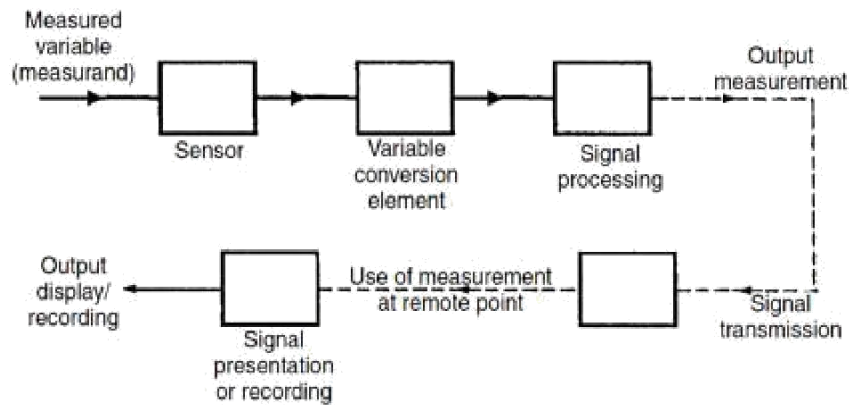 Measured
variable
(measurand)
Sensor
Variable
conversion
element
Signal
processing
Output
measurement
Output
display/
recording
Signal
presentation
or recording
Use of measurement
at remote point
Signal
transmission